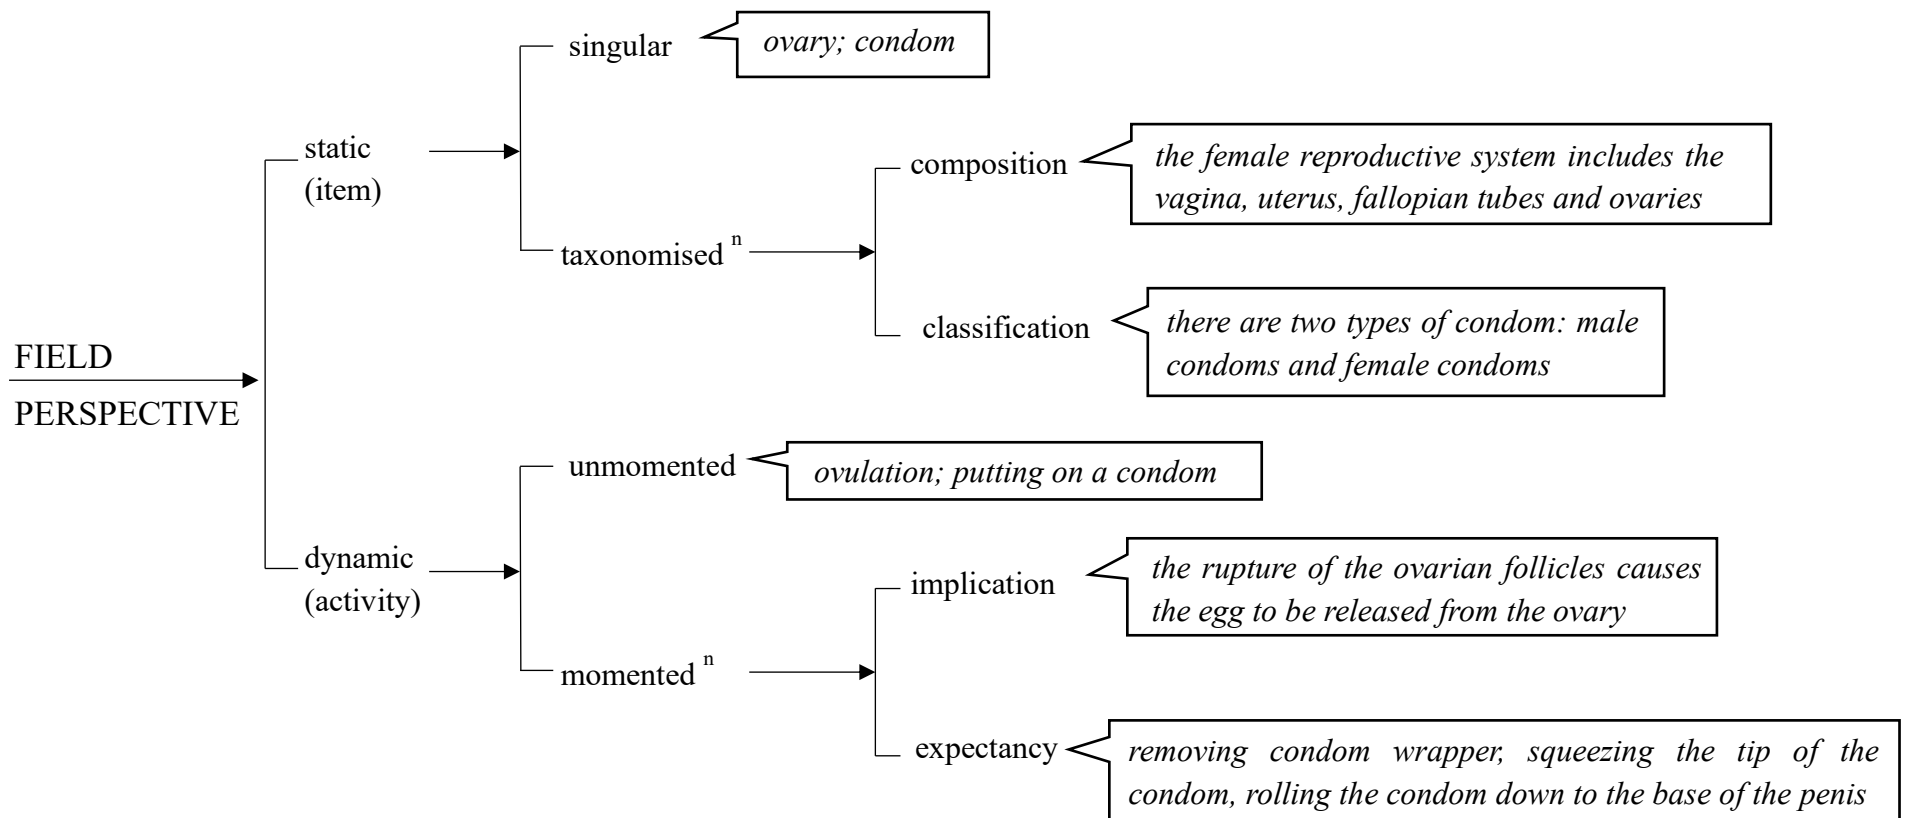 singular
ovary; condom
static
(item)
composition
the female reproductive system includes the
vagina, uterus, fallopian tubes and ovaries
taxonomised n
classification
there are two types of condom: male
condoms and female condoms
FIELD
PERSPECTIVE
unmomented
ovulation; putting on a condom
dynamic
(activity)
implication
the rupture of the ovarian follicles causes
the egg to be released from the ovary
momented n
expectancy
removing condom wrapper, squeezing the tip of the
condom, rolling the condom down to the base of the penis